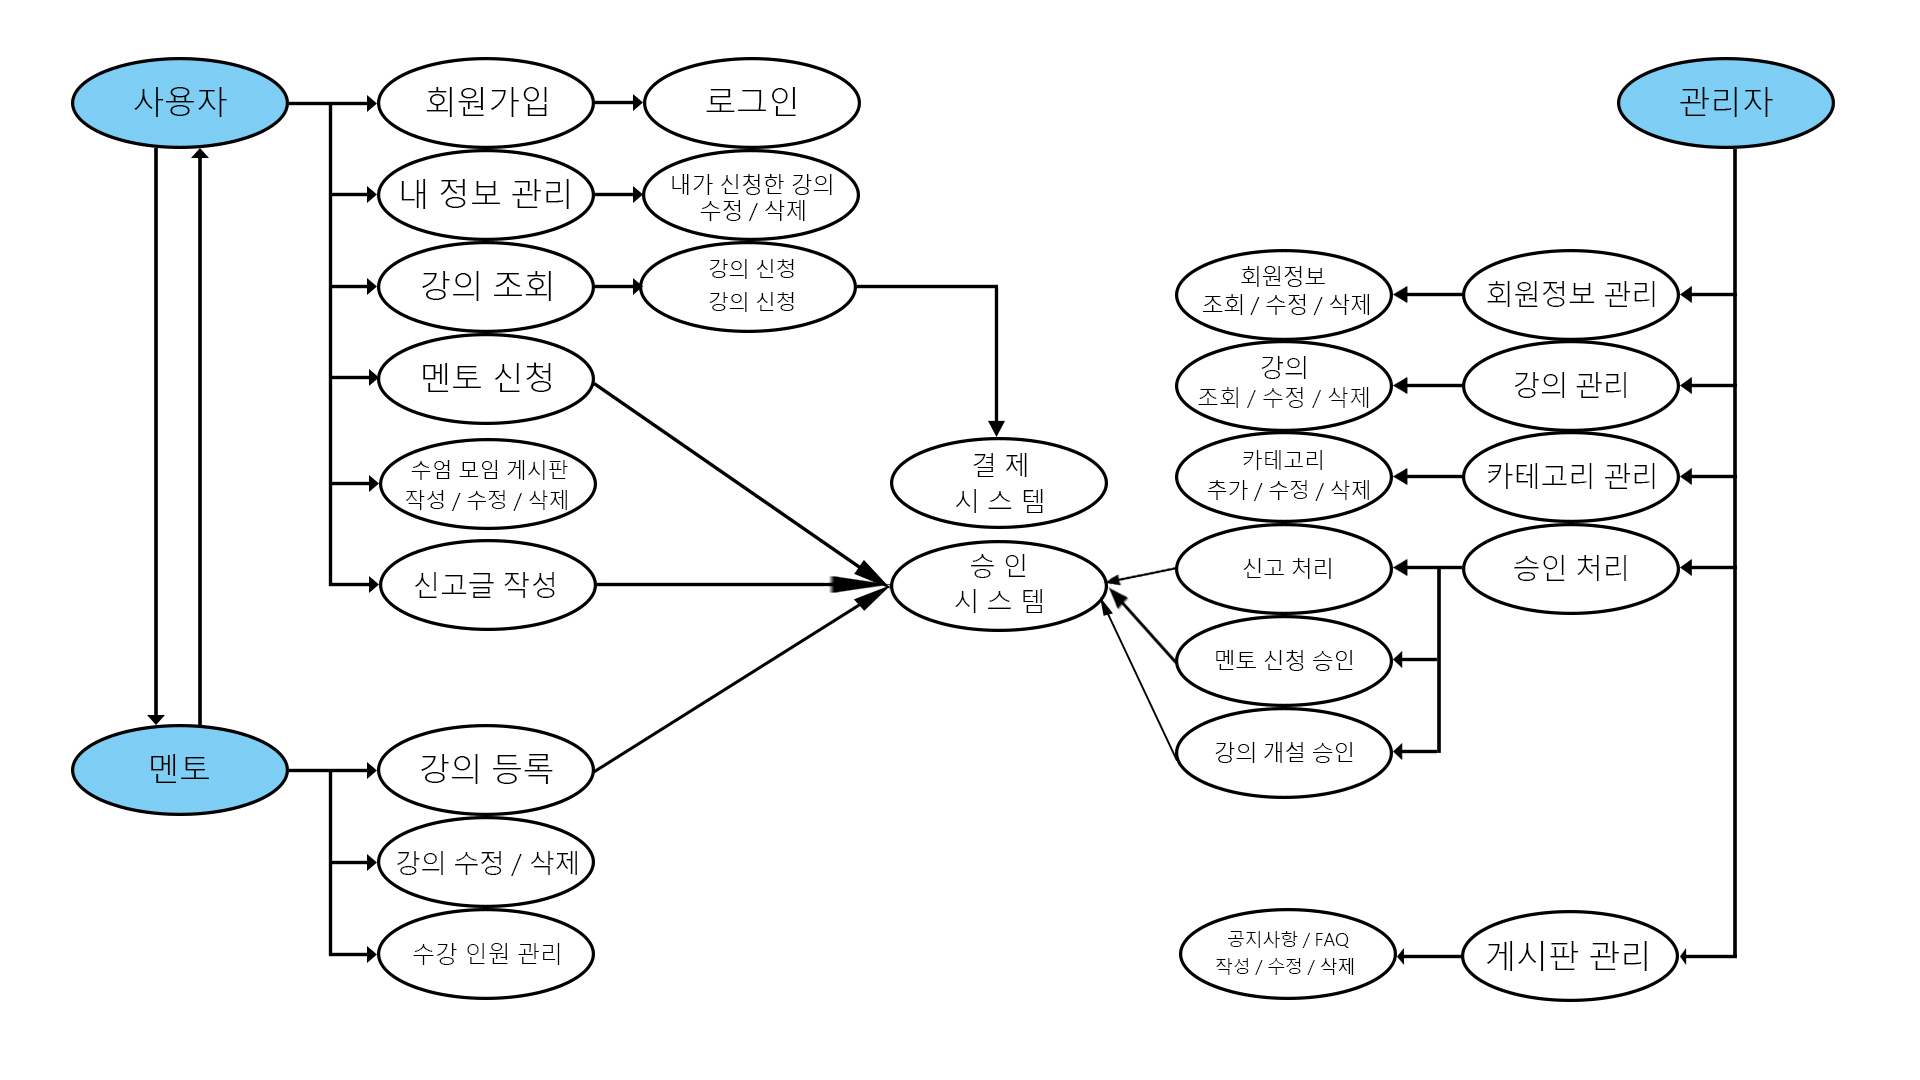 사용자
회원가입
로그인
관리자
내 정보 관리
내가 신청한 강의
수정 / 삭제
강의 조회
강의 신청
강의 신청
회원정보
조회 / 수정 / 삭제
회원정보 관리
멘토 신청
강의
조회 / 수정 / 삭제
강의 관리
수업 모임 게시판
작성 / 수정 / 삭제
결 제
시 스 템
카테고리
추가 / 수정 / 삭제
카테고리 관리
신고글 작성
승 인
시 스 템
신고 처리
승인 처리
멘토 신청 승인
강의 개설 승인
멘토
강의 등록
강의 수정 / 삭제
수강 인원 관리
공지사항 / FAQ
작성 / 수정 / 삭제
게시판 관리